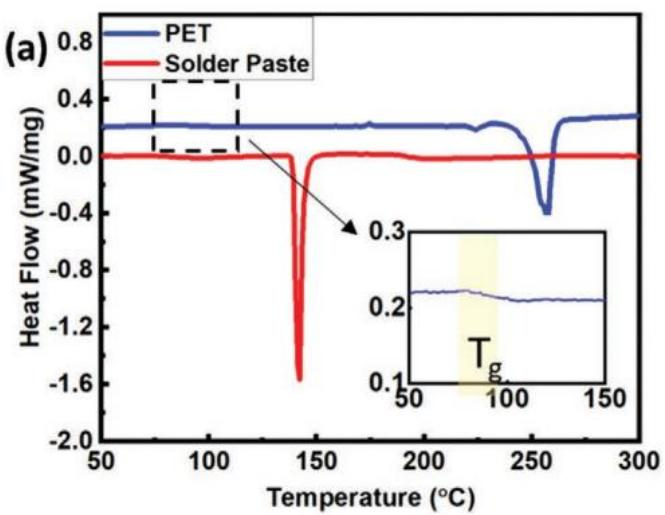 (a)
PET
Solder Paste
0.8
0.4
0.0
-0.4
-0.8
-1.2
-1.6
-2.0
Heat Flow (mW/mg)
0.3
0.2
0.1
Tg
50 100 150
50 100 150 200 250 300
Temperature (°C)